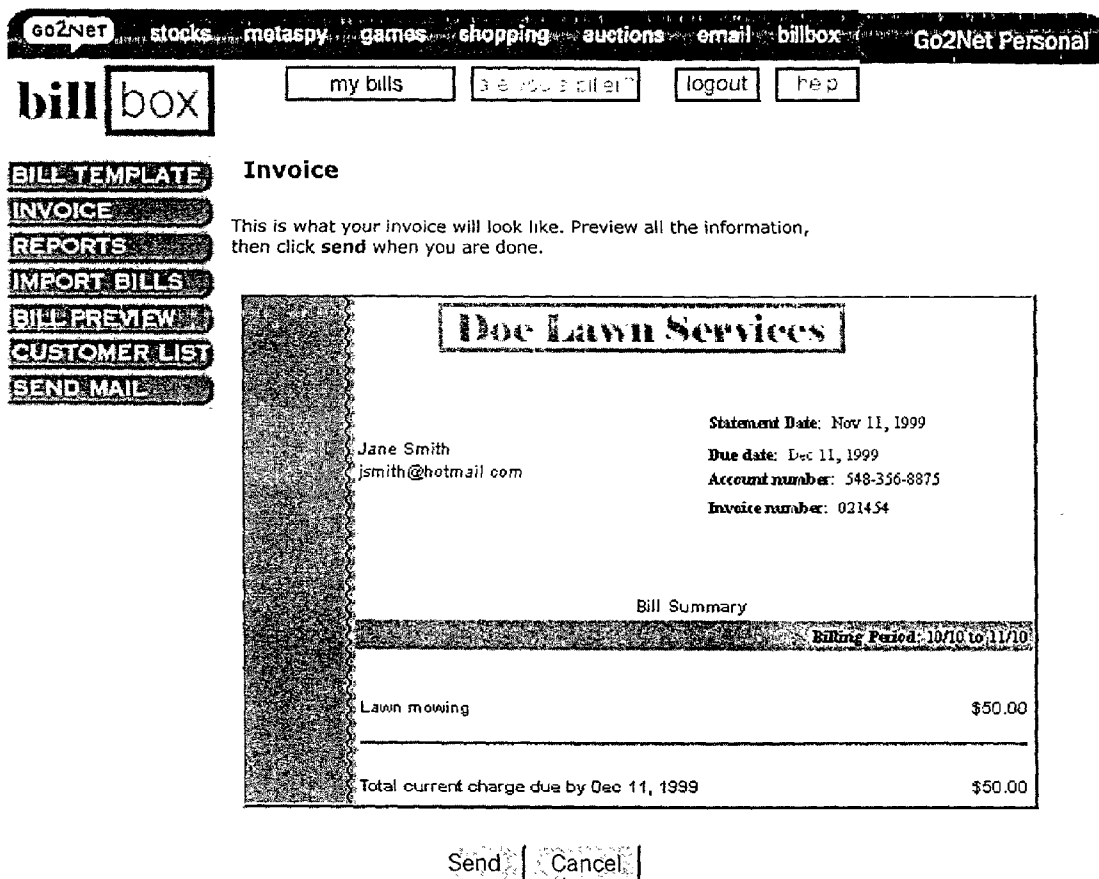 Go2Net stocks metaspy games shopping auctions email billbox Go2Net Personal
bill box
my bills logout help
BILL TEMPLATE
INVOICE
REPORTS
IMPORT BILLS
BILL PREVIEW
CUSTOMER LIST
SEND MAIL
Invoice
This is what your invoice will look like. Preview all the information,
then click send when you are done.
Doe Lawn Services
Jane Smith
jsmith@hotmail com
Statement Date: Nov 11, 1999
Due date: Dec 11, 1999
Account number: 548-356-8875
Invoice number: 021454
Bill Summary
Billing Period: 10/10 to 11/10
Lawn mowing $50.00
Total current charge due by Dec 11, 1999 $50.00
Send Cancel